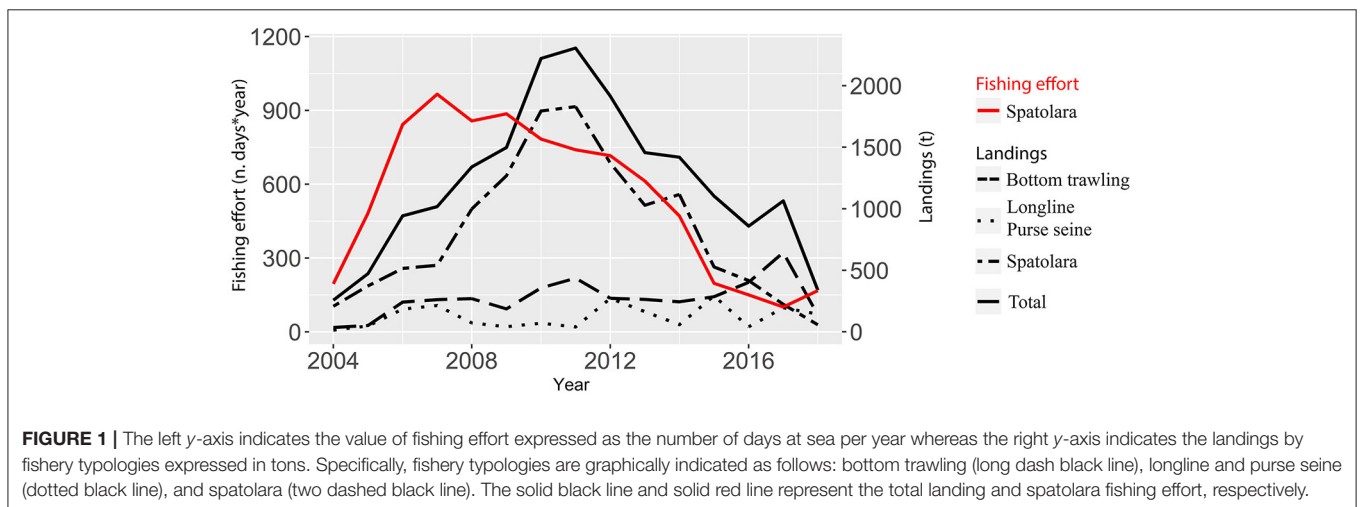 1200
900
600
300
0
Fishing effort (n. days*year)
2004
2008
2012
2016
Year
2000
1500
1000
500
0
Landings (t)
Fishing effort
Spatolara
Landings
Bottom trawling
Longline
Purse seine
Spatolara
Total
FIGURE 1 | The left y-axis indicates the value of fishing effort expressed as the number of days at sea per year whereas the right y-axis indicates the landings by
fishery typologies expressed in tons. Specifically, fishery typologies are graphically indicated as follows: bottom trawling (long dash black line), longline and purse seine
(dotted black line), and spatolara (two dashed black line). The solid black line and solid red line represent the total landing and spatolara fishing effort, respectively.